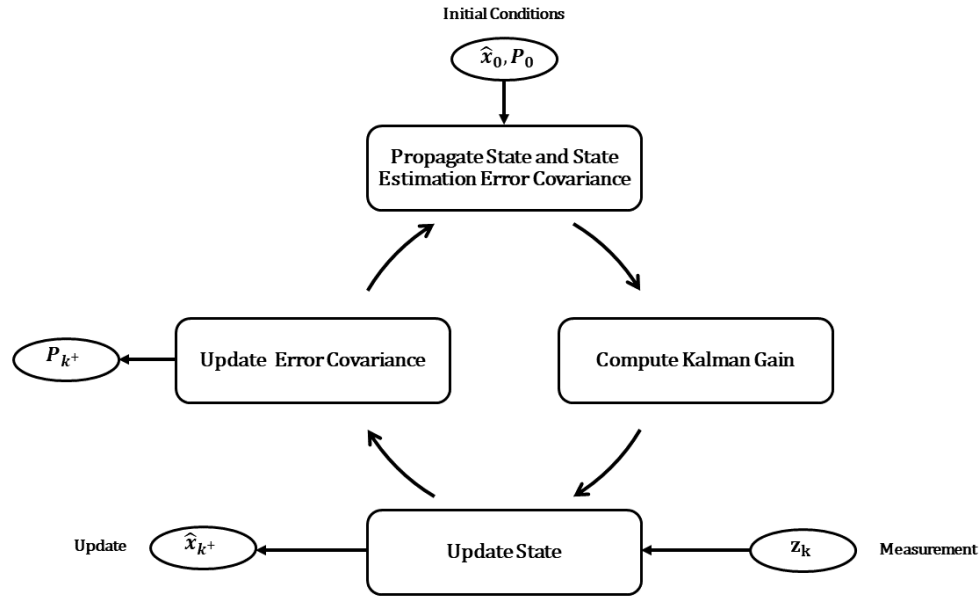 Initial Conditions
x̂₀, P₀
Propagate State and State
Estimation Error Covariance
Pₖ⁺
Update Error Covariance
Compute Kalman Gain
Update
x̂ₖ⁺
Update State
zₖ
Measurement